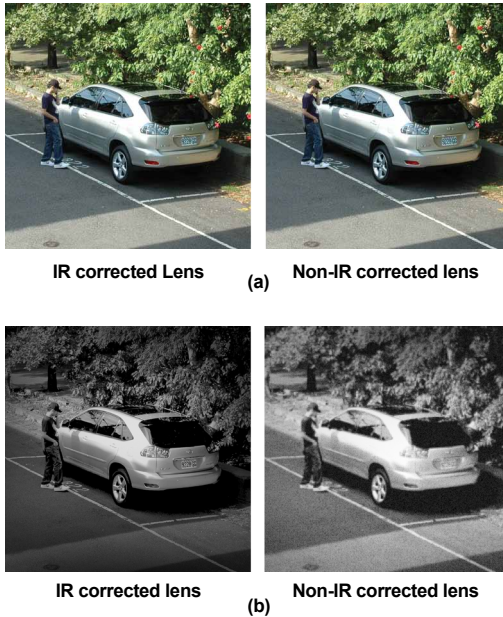 IR corrected Lens
Non-IR corrected lens
(a)
IR corrected lens
Non-IR corrected lens
(b)